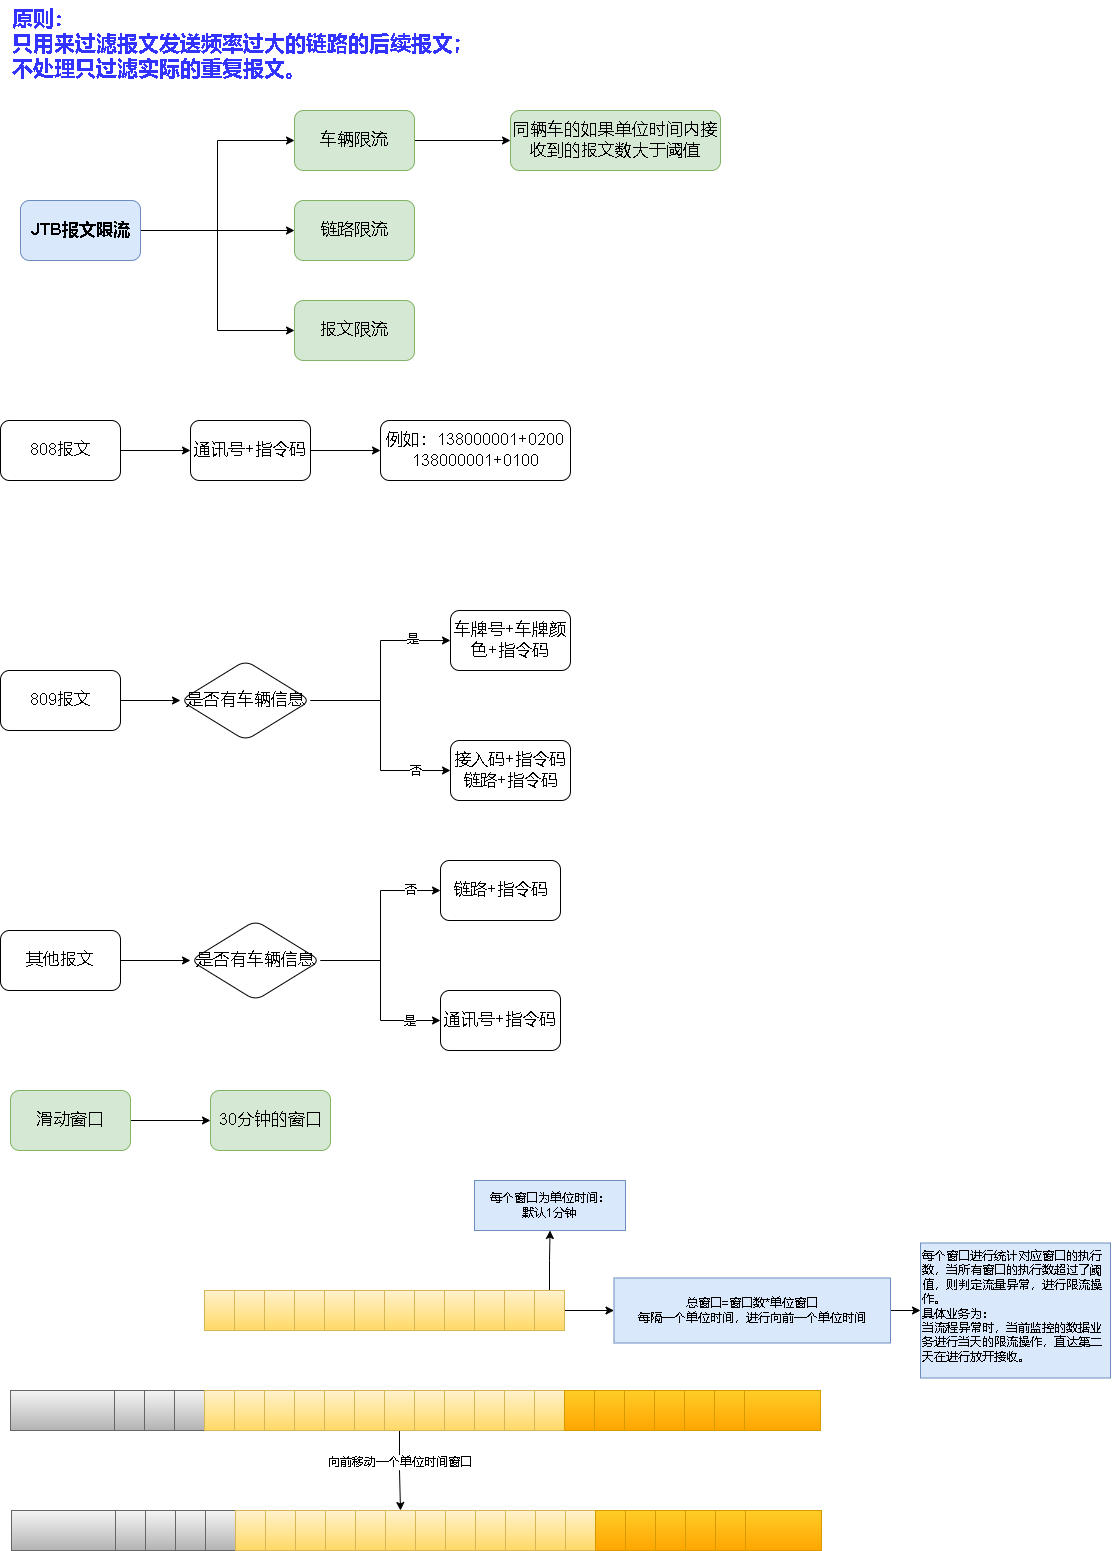 原则：
只用来过滤报文发送频率过大的链路的后续报文；
不处理只过滤实际的重复报文。
车辆限流
同辆车的如果单位时间内接
收到的报文数大于阈值
JTB报文限流
链路限流
报文限流
808报文
通讯号+指令码
例如：138000001+0200
138000001+0100
809报文
是否有车辆信息
是
车牌号+车牌颜
色+指令码
否
接入码+指令码
链路+指令码
其他报文
是否有车辆信息
否
链路+指令码
是
通讯号+指令码
滑动窗口
30分钟的窗口
每个窗口为单位时间：
默认1分钟
总窗口=窗口数*单位窗口
每隔一个单位时间，进行向前一个单位时间
每个窗口进行统计对应窗口的执行
数，当所有窗口的执行数超过了阈
值，则判定流量异常，进行限流操
作。
具体业务为：
当流程异常时，当前监控的数据业
务进行当天的限流操作，直达第二
天在进行放开接收。
向前移动一个单位时间窗口